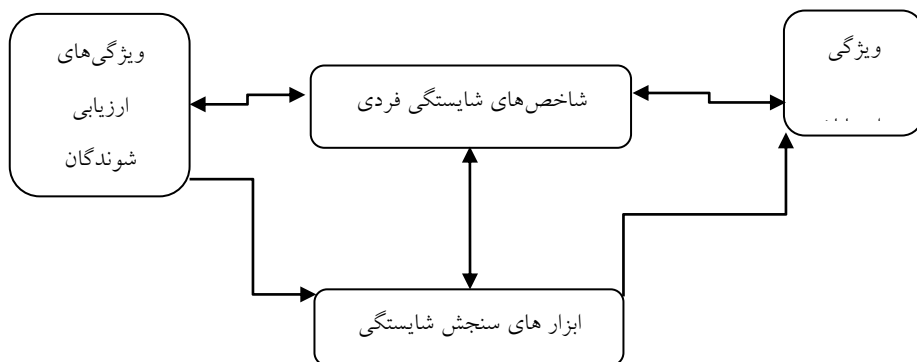 ویژگی
شاخص‌های شایستگی فردی
ویژگی‌های
ارزیابی
شوندگان
ابزار های سنجش شایستگی